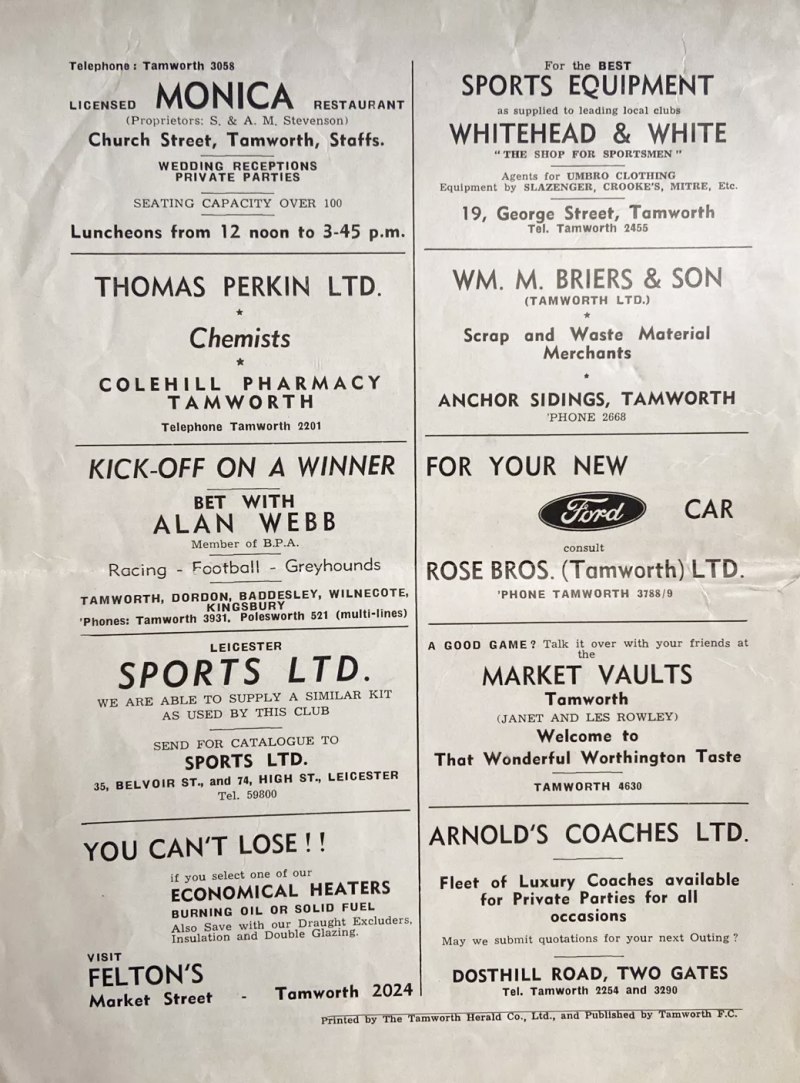 Telephone: Tamworth 3058
LICENSED MONICA RESTAURANT
(Proprietors: S. & A. M. Stevenson)
Church Street, Tamworth, Staffs.
WEDDING RECEPTIONS
PRIVATE PARTIES
SEATING CAPACITY OVER 100
Luncheons from 12 noon to 3-45 p.m.
THOMAS PERKIN LTD.
Chemists
COLEHILL PHARMACY
TAMWORTH
Telephone Tamworth 2201
KICK-OFF ON A WINNER
BET WITH
ALAN WEBB
Member of B.P.A.
Racing - Football - Greyhounds
TAMWORTH, DORDON, BADDESLEY, WILNECOTE,
KINGSBURY
'Phones: Tamworth 3931. Polesworth 521 (multi-lines)
LEICESTER
SPORTS LTD.
WE ARE ABLE TO SUPPLY A SIMILAR KIT
AS USED BY THIS CLUB
SEND FOR CATALOGUE TO
SPORTS LTD.
35, BELVOIR ST., and 74, HIGH ST., LEICESTER
Tel. 59800
YOU CAN'T LOSE!!
if you select one of our
ECONOMICAL HEATERS
BURNING OIL OR SOLID FUEL
Also Save with our Draught Excluders,
Insulation and Double Glazing.
VISIT
FELTON'S
Market Street - Tamworth 2024
For the BEST
SPORTS EQUIPMENT
as supplied to leading local clubs
WHITEHEAD & WHITE
"THE SHOP FOR SPORTSMEN"
Agents for UMBRO CLOTHING
Equipment by SLAZENGER, CROOKE'S, MITRE, Etc.
19, George Street, Tamworth
Tel. Tamworth 2455
WM. M. BRIERS & SON
(TAMWORTH LTD.)
Scrap and Waste Material
Merchants
ANCHOR SIDINGS, TAMWORTH
'PHONE 2668
FOR YOUR NEW
Ford CAR
consult
ROSE BROS. (Tamworth) LTD.
'PHONE TAMWORTH 3788/9
A GOOD GAME? Talk it over with your friends at
the
MARKET VAULTS
Tamworth
(JANET AND LES ROWLEY)
Welcome to
That Wonderful Worthington Taste
TAMWORTH 4630
ARNOLD'S COACHES LTD.
Fleet of Luxury Coaches available
for Private Parties for all
occasions
May we submit quotations for your next Outing?
DOSTHILL ROAD, TWO GATES
Tel. Tamworth 2254 and 3290
Printed by The Tamworth Herald Co., Ltd., and Published by Tamworth F.C.